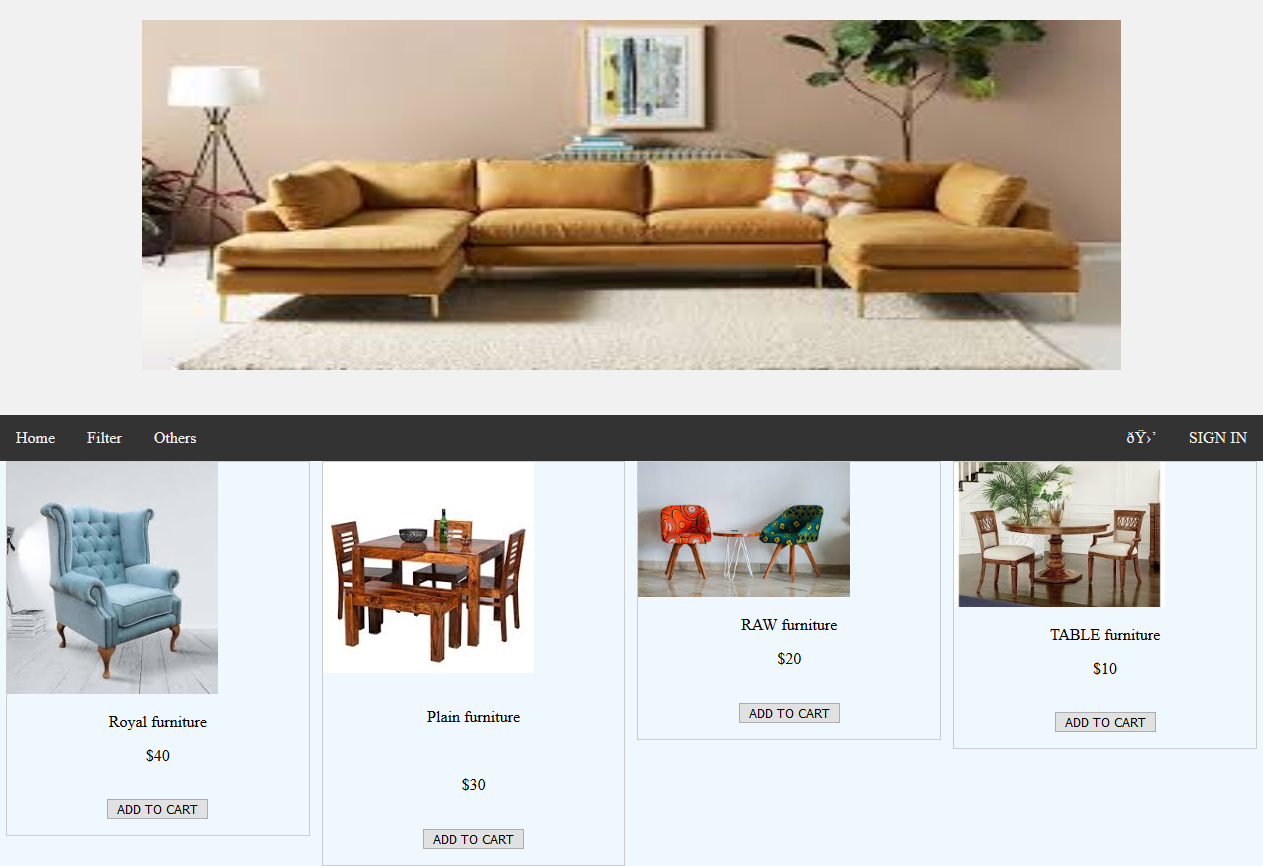 Home Filter Others ðŸ›’ SIGN IN
Royal furniture
$40
ADD TO CART
Plain furniture
$30
ADD TO CART
RAW furniture
$20
ADD TO CART
TABLE furniture
$10
ADD TO CART